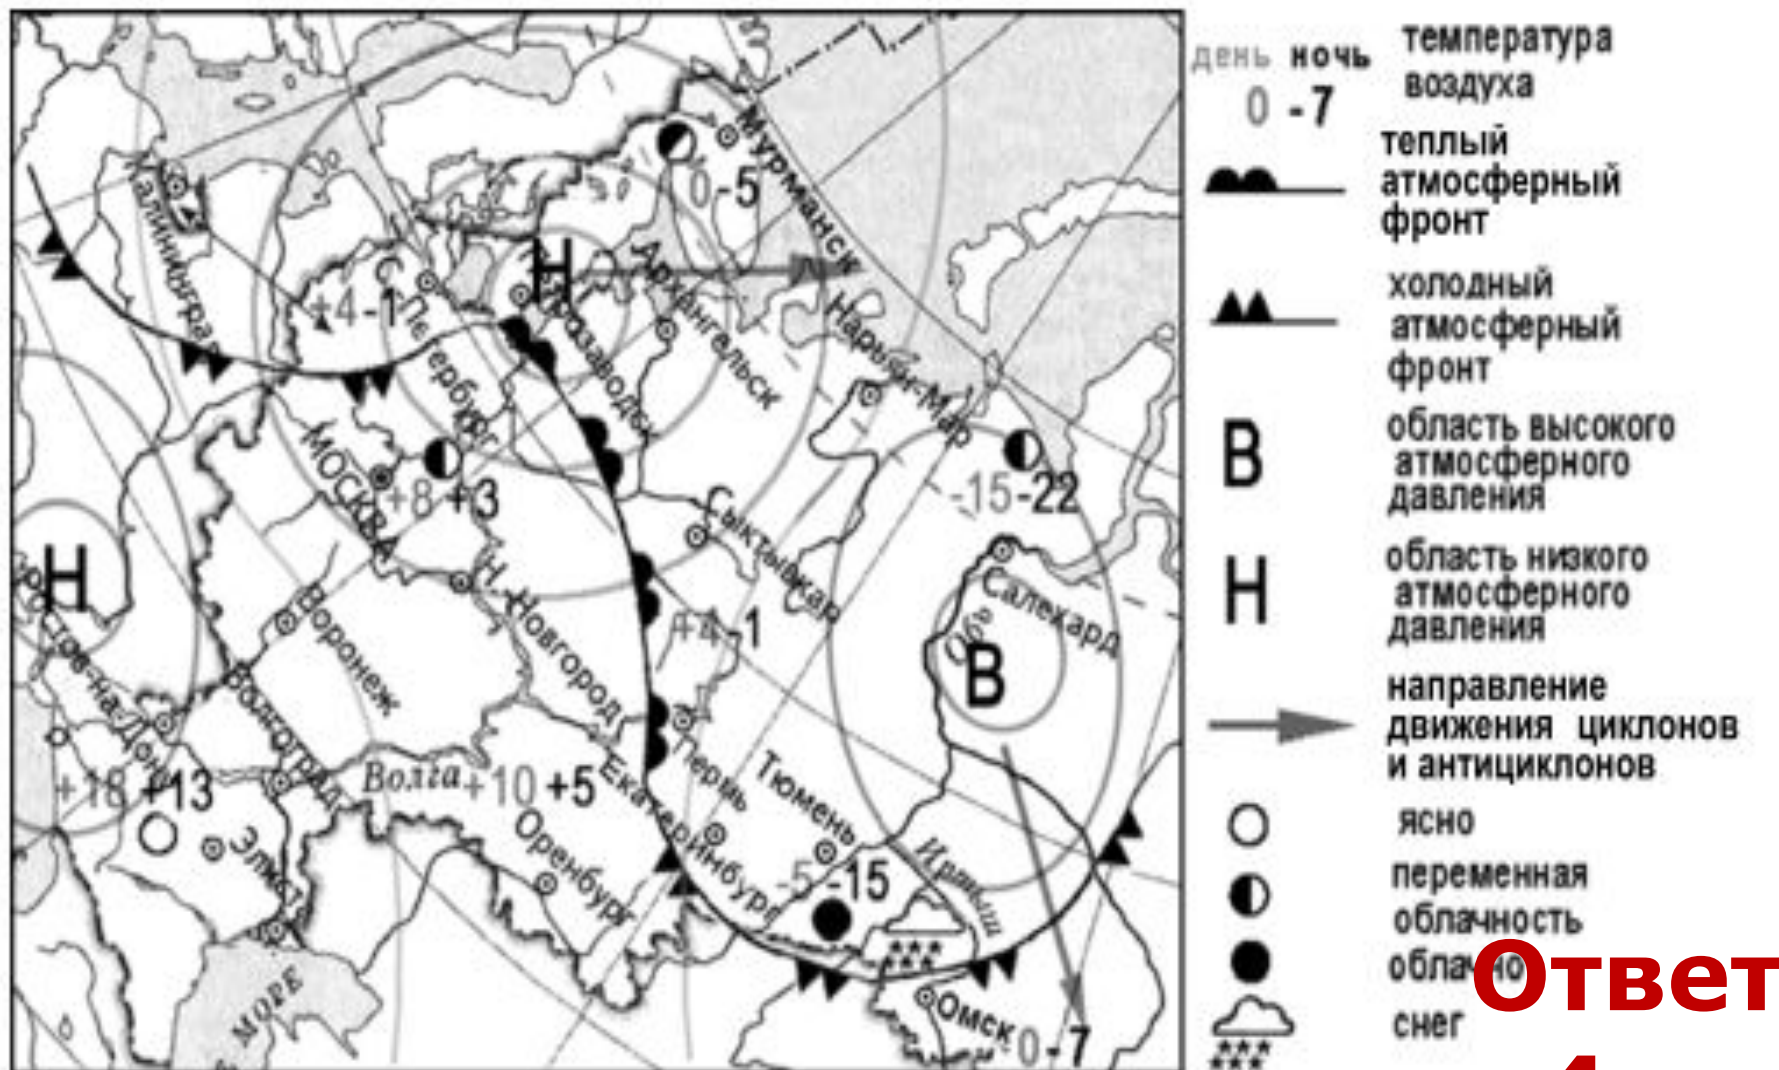 Мурманск
0-5
Калининград
С.-Петербург
+4-1
Н
Петрозаводск
Архангельск
Нарьян-Мар
МОСКВА
+8 +3
-15-22
Сыктывкар
Салехард
Обь
В
Н
Н.-Новгород
Воронеж
+4 -1
Ростов-на-Дону
Волгоград
+18 +13
Волга
+10 +5
Екатеринбург
Пермь
Тюмень
Оренбург
Элиста
-5 -15
Иртыш
МОРЕ
Омск
0 -7
день ночь
0 -7
температура
воздуха
теплый
атмосферный
фронт
холодный
атмосферный
фронт
В
область высокого
атмосферного
давления
Н
область низкого
атмосферного
давления
направление
движения циклонов
и антициклонов
ясно
переменная
облачность
облачно
снег
Ответ